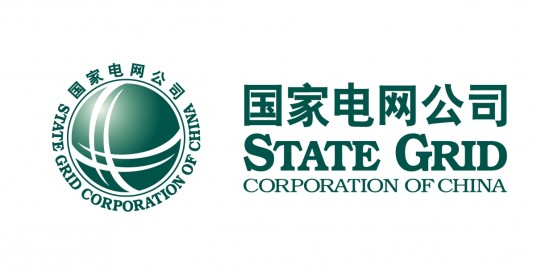 国家电网公司
STATE GRID CORPORATION OF CHINA
国家电网公司
STATE GRID
CORPORATION OF CHINA